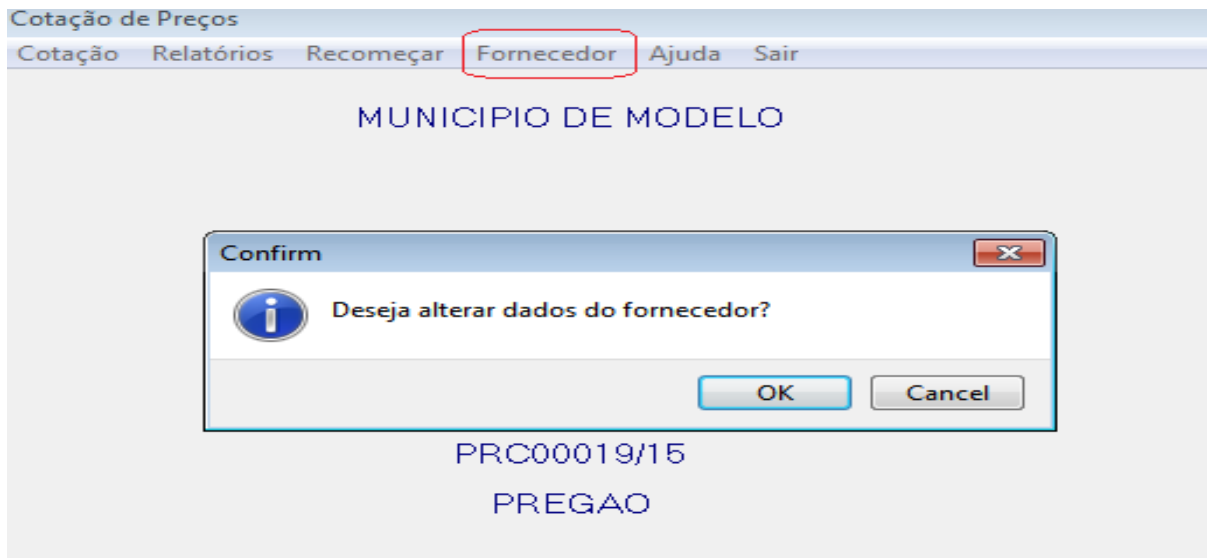 Cotação de Preços
Cotação Relatórios Recomeçar Fornecedor Ajuda Sair
MUNICIPIO DE MODELO
Confirm
Deseja alterar dados do fornecedor?
OK Cancel
PRC00019/15
PREGAO